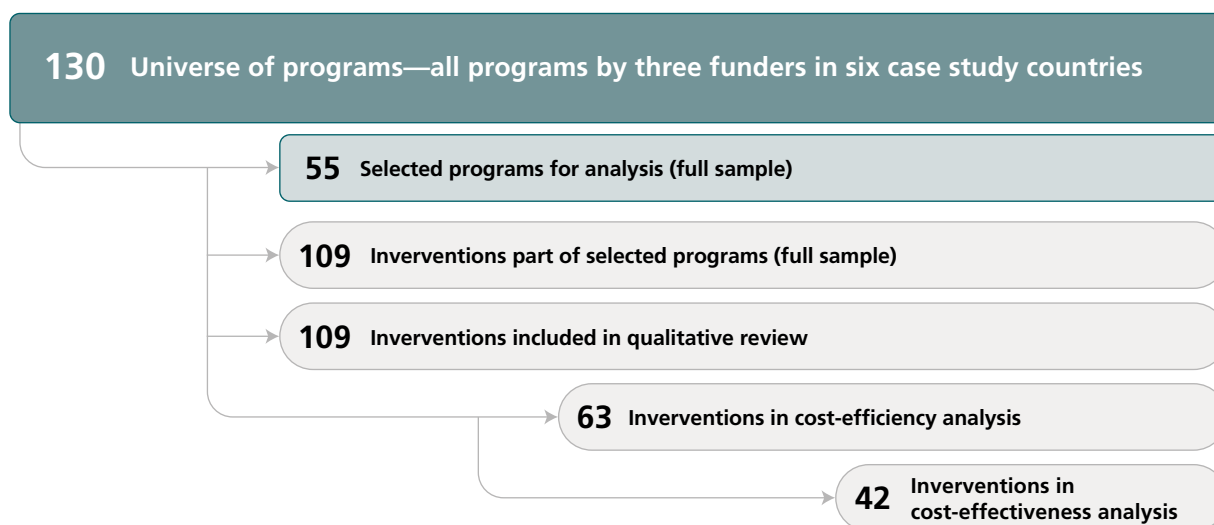 130 Universe of programs—all programs by three funders in six case study countries
55 Selected programs for analysis (full sample)
109 Inverventions part of selected programs (full sample)
109 Inverventions included in qualitative review
63 Inverventions in cost-efficiency analysis
42 Inverventions in
cost-effectiveness analysis